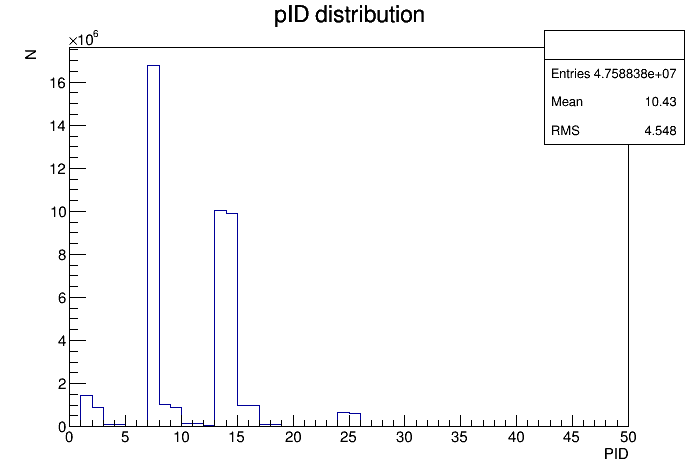 pID distribution
×10⁶
N
Entries 4.758838e+07
Mean 10.43
RMS 4.548
16
14
12
10
8
6
4
2
0
0 5 10 15 20 25 30 35 40 45 50
PID